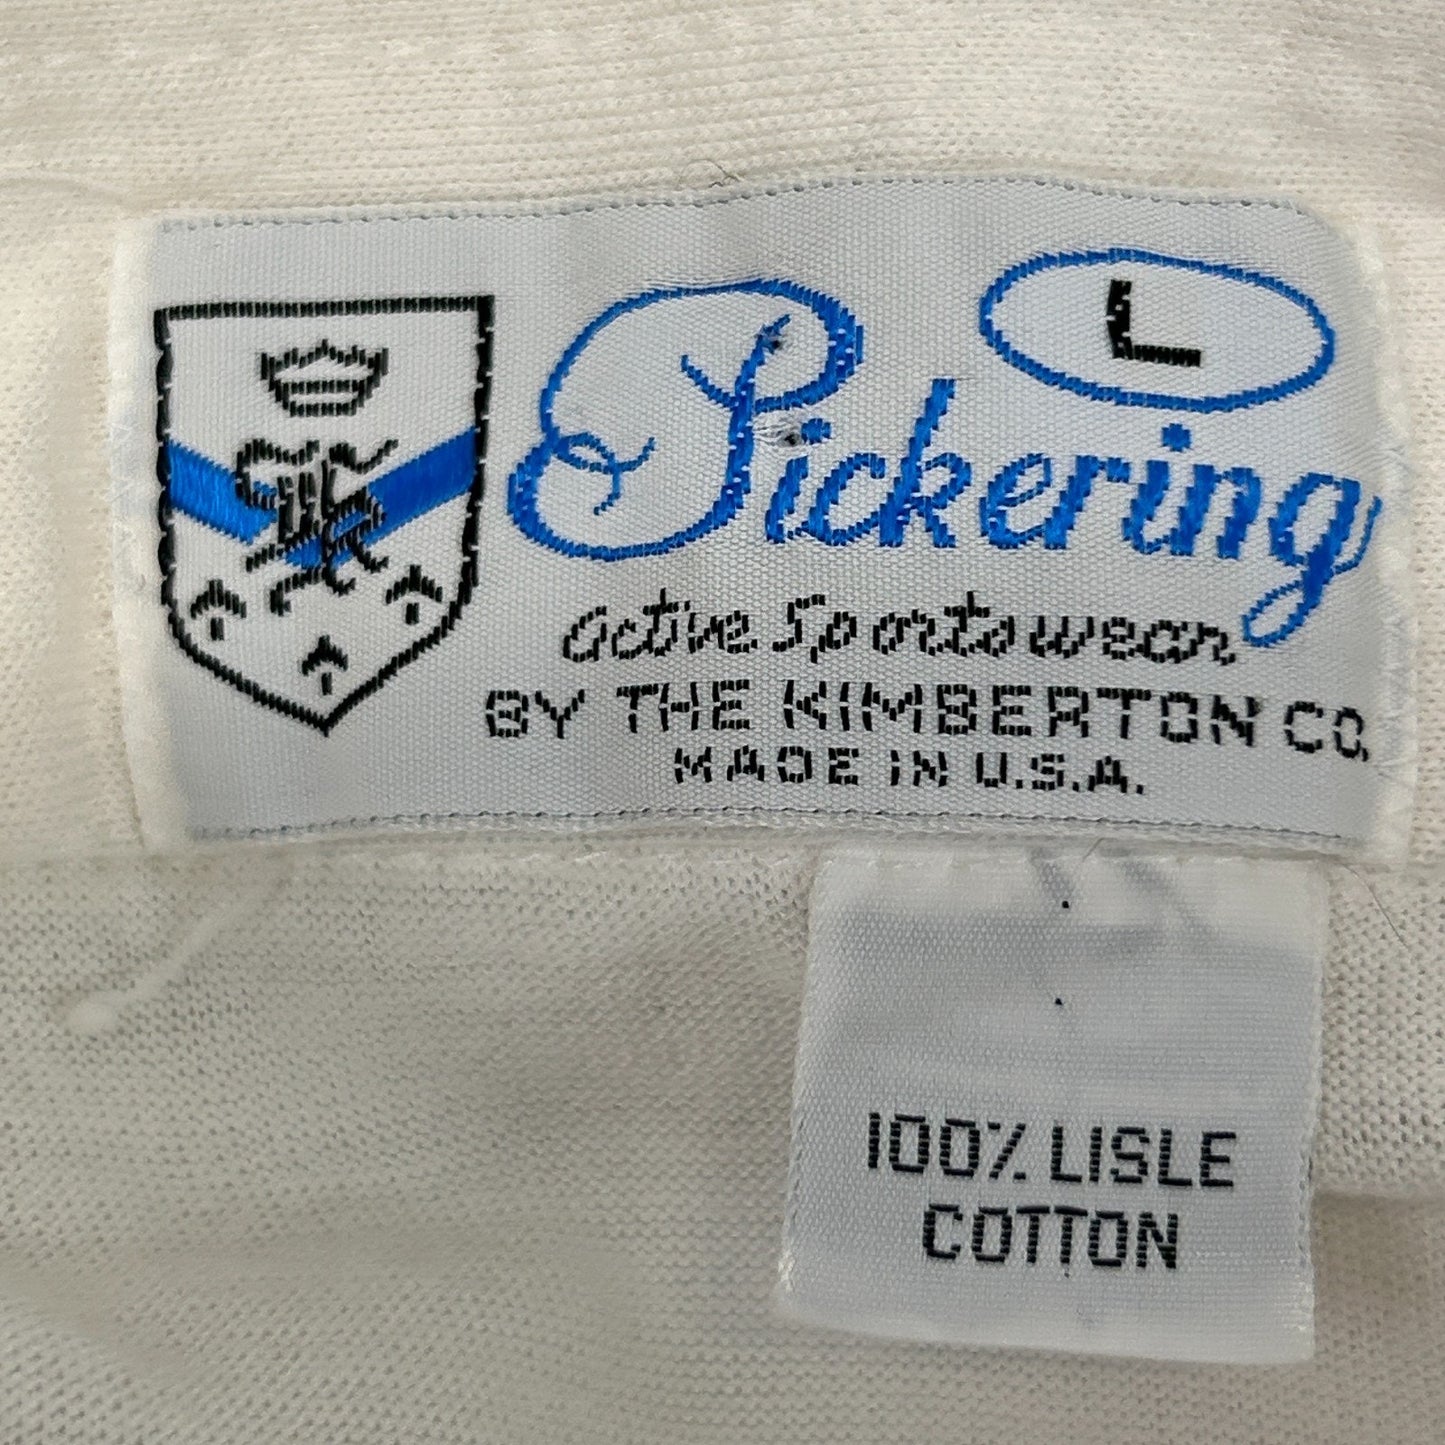 L
Pickering
Active Sportswear
BY THE KIMBERTON CO.
MADE IN U.S.A.
100% LISLE
COTTON